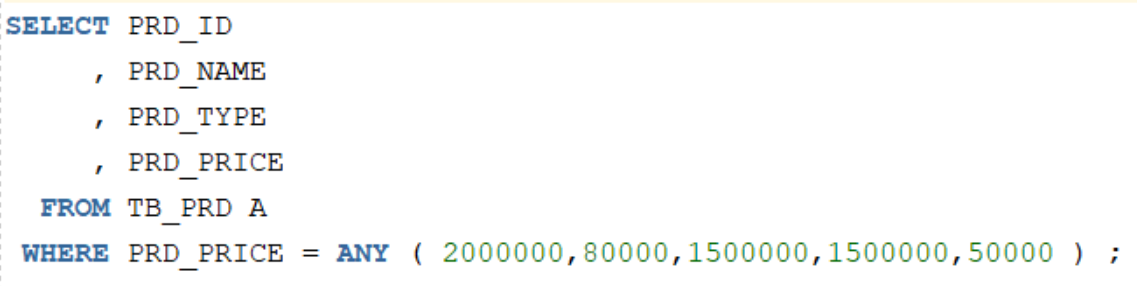 SELECT PRD_ID
, PRD_NAME
, PRD_TYPE
, PRD_PRICE
FROM TB_PRD A
WHERE PRD_PRICE = ANY ( 2000000,80000,1500000,1500000,50000 ) ;